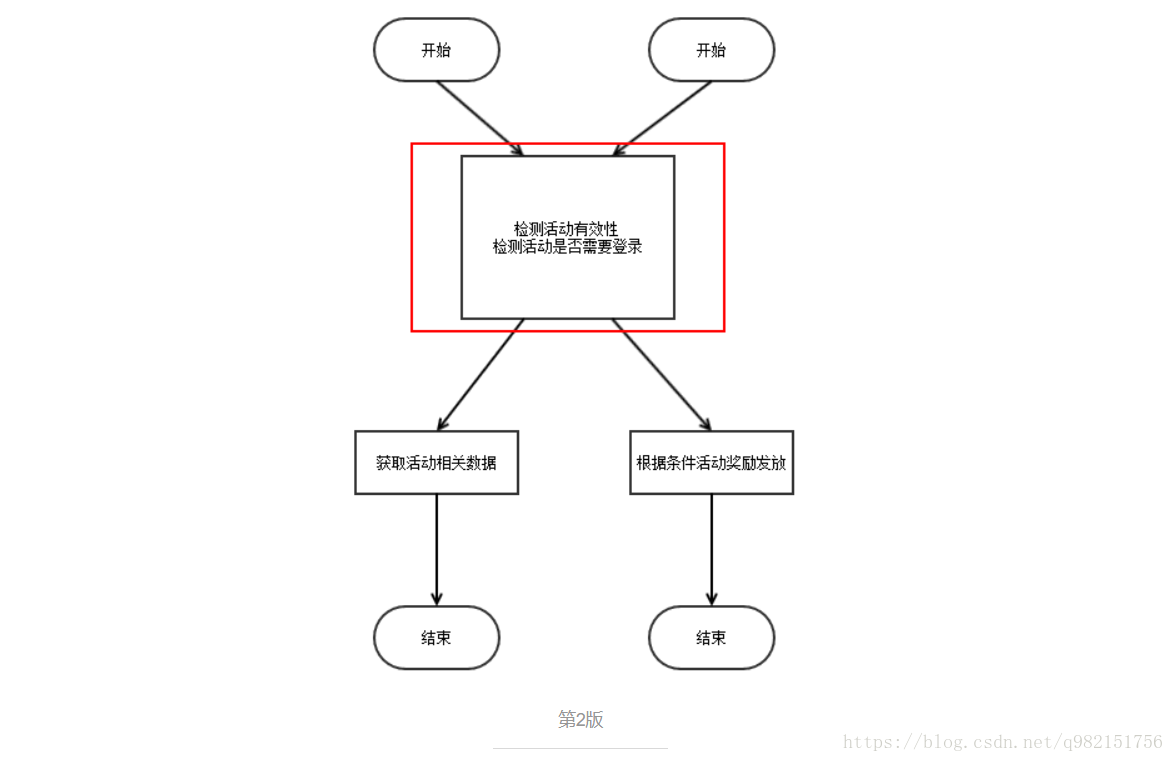 开始
开始
检测活动有效性
检测活动是否需要登录
获取活动相关数据
根据条件活动奖励发放
结束
结束
第2版
https://blog.csdn.net/q982151756